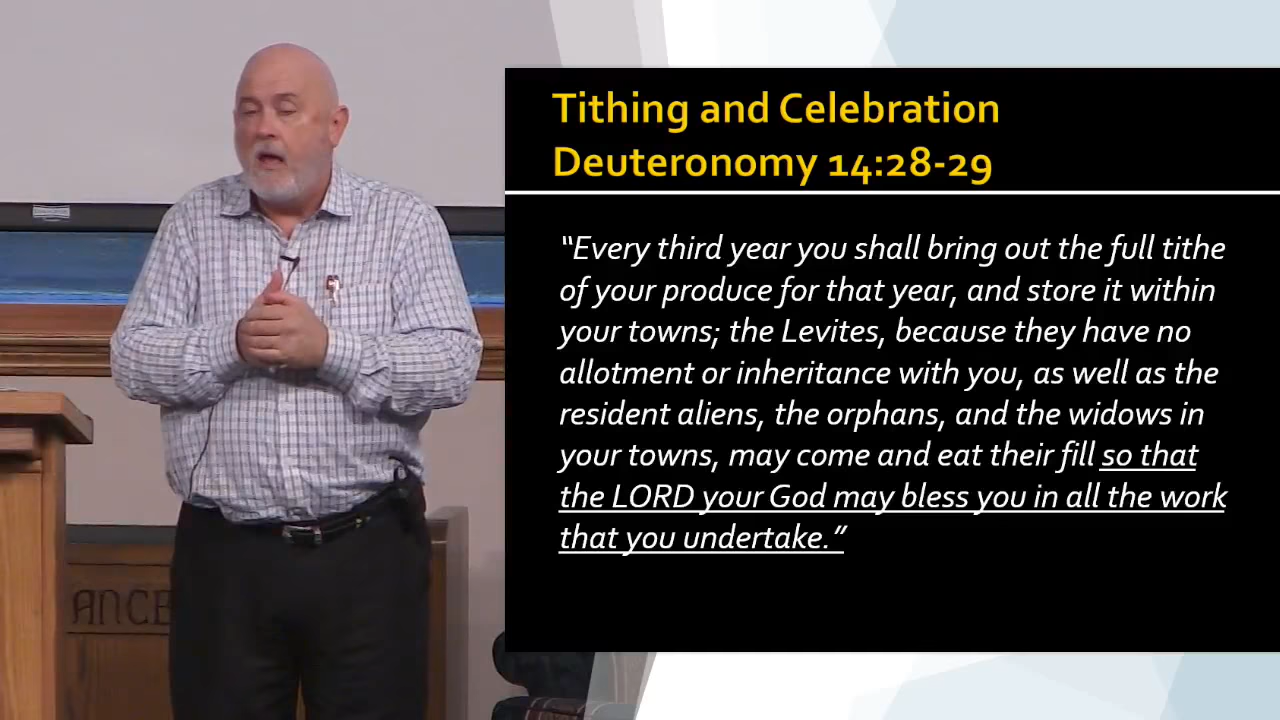 Tithing and Celebration
Deuteronomy 14:28-29
“Every third year you shall bring out the full tithe
of your produce for that year, and store it within
your towns; the Levites, because they have no
allotment or inheritance with you, as well as the
resident aliens, the orphans, and the widows in
your towns, may come and eat their fill so that
the LORD your God may bless you in all the work
that you undertake.”
ANCE